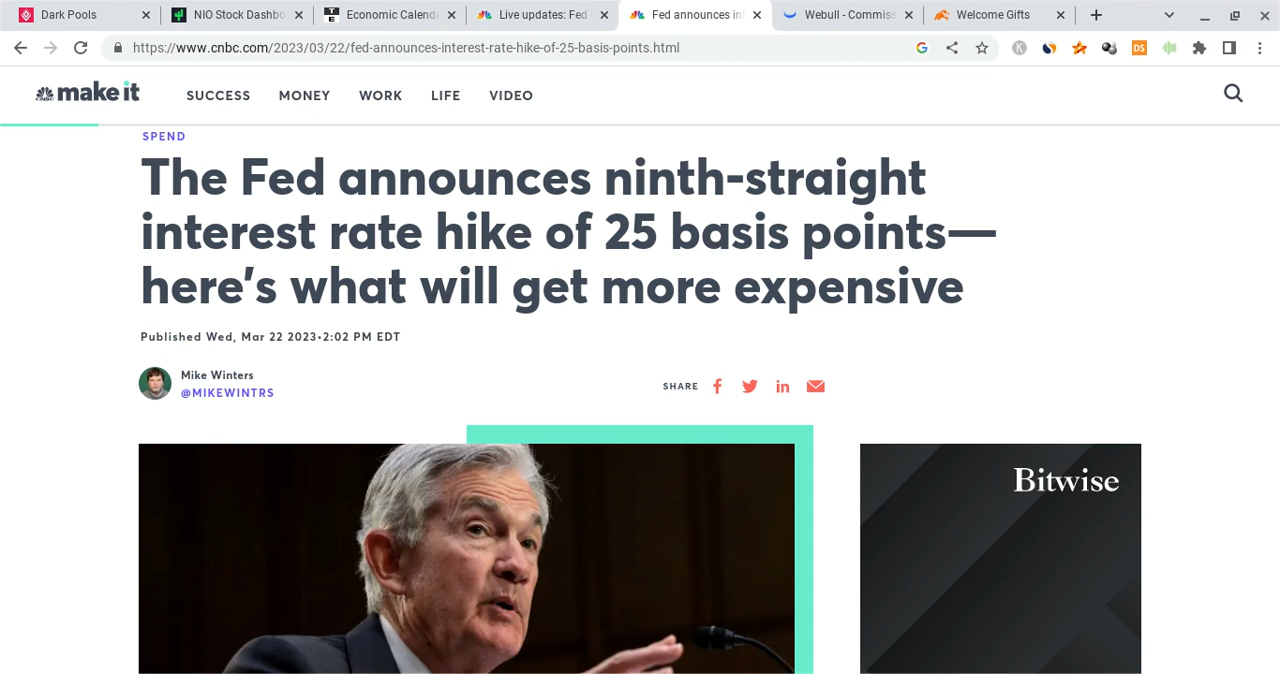 Dark Pools
NIO Stock Dashbo
Economic Calenda
Live updates: Fed
Fed announces in
Webull - Commiss
Welcome Gifts
https://www.cnbc.com/2023/03/22/fed-announces-interest-rate-hike-of-25-basis-points.html
make it
SUCCESS
MONEY
WORK
LIFE
VIDEO
SPEND
The Fed announces ninth-straight
interest rate hike of 25 basis points—
here's what will get more expensive
Published Wed, Mar 22 2023•2:02 PM EDT
Mike Winters
@MIKEWINTRS
SHARE
Bitwise